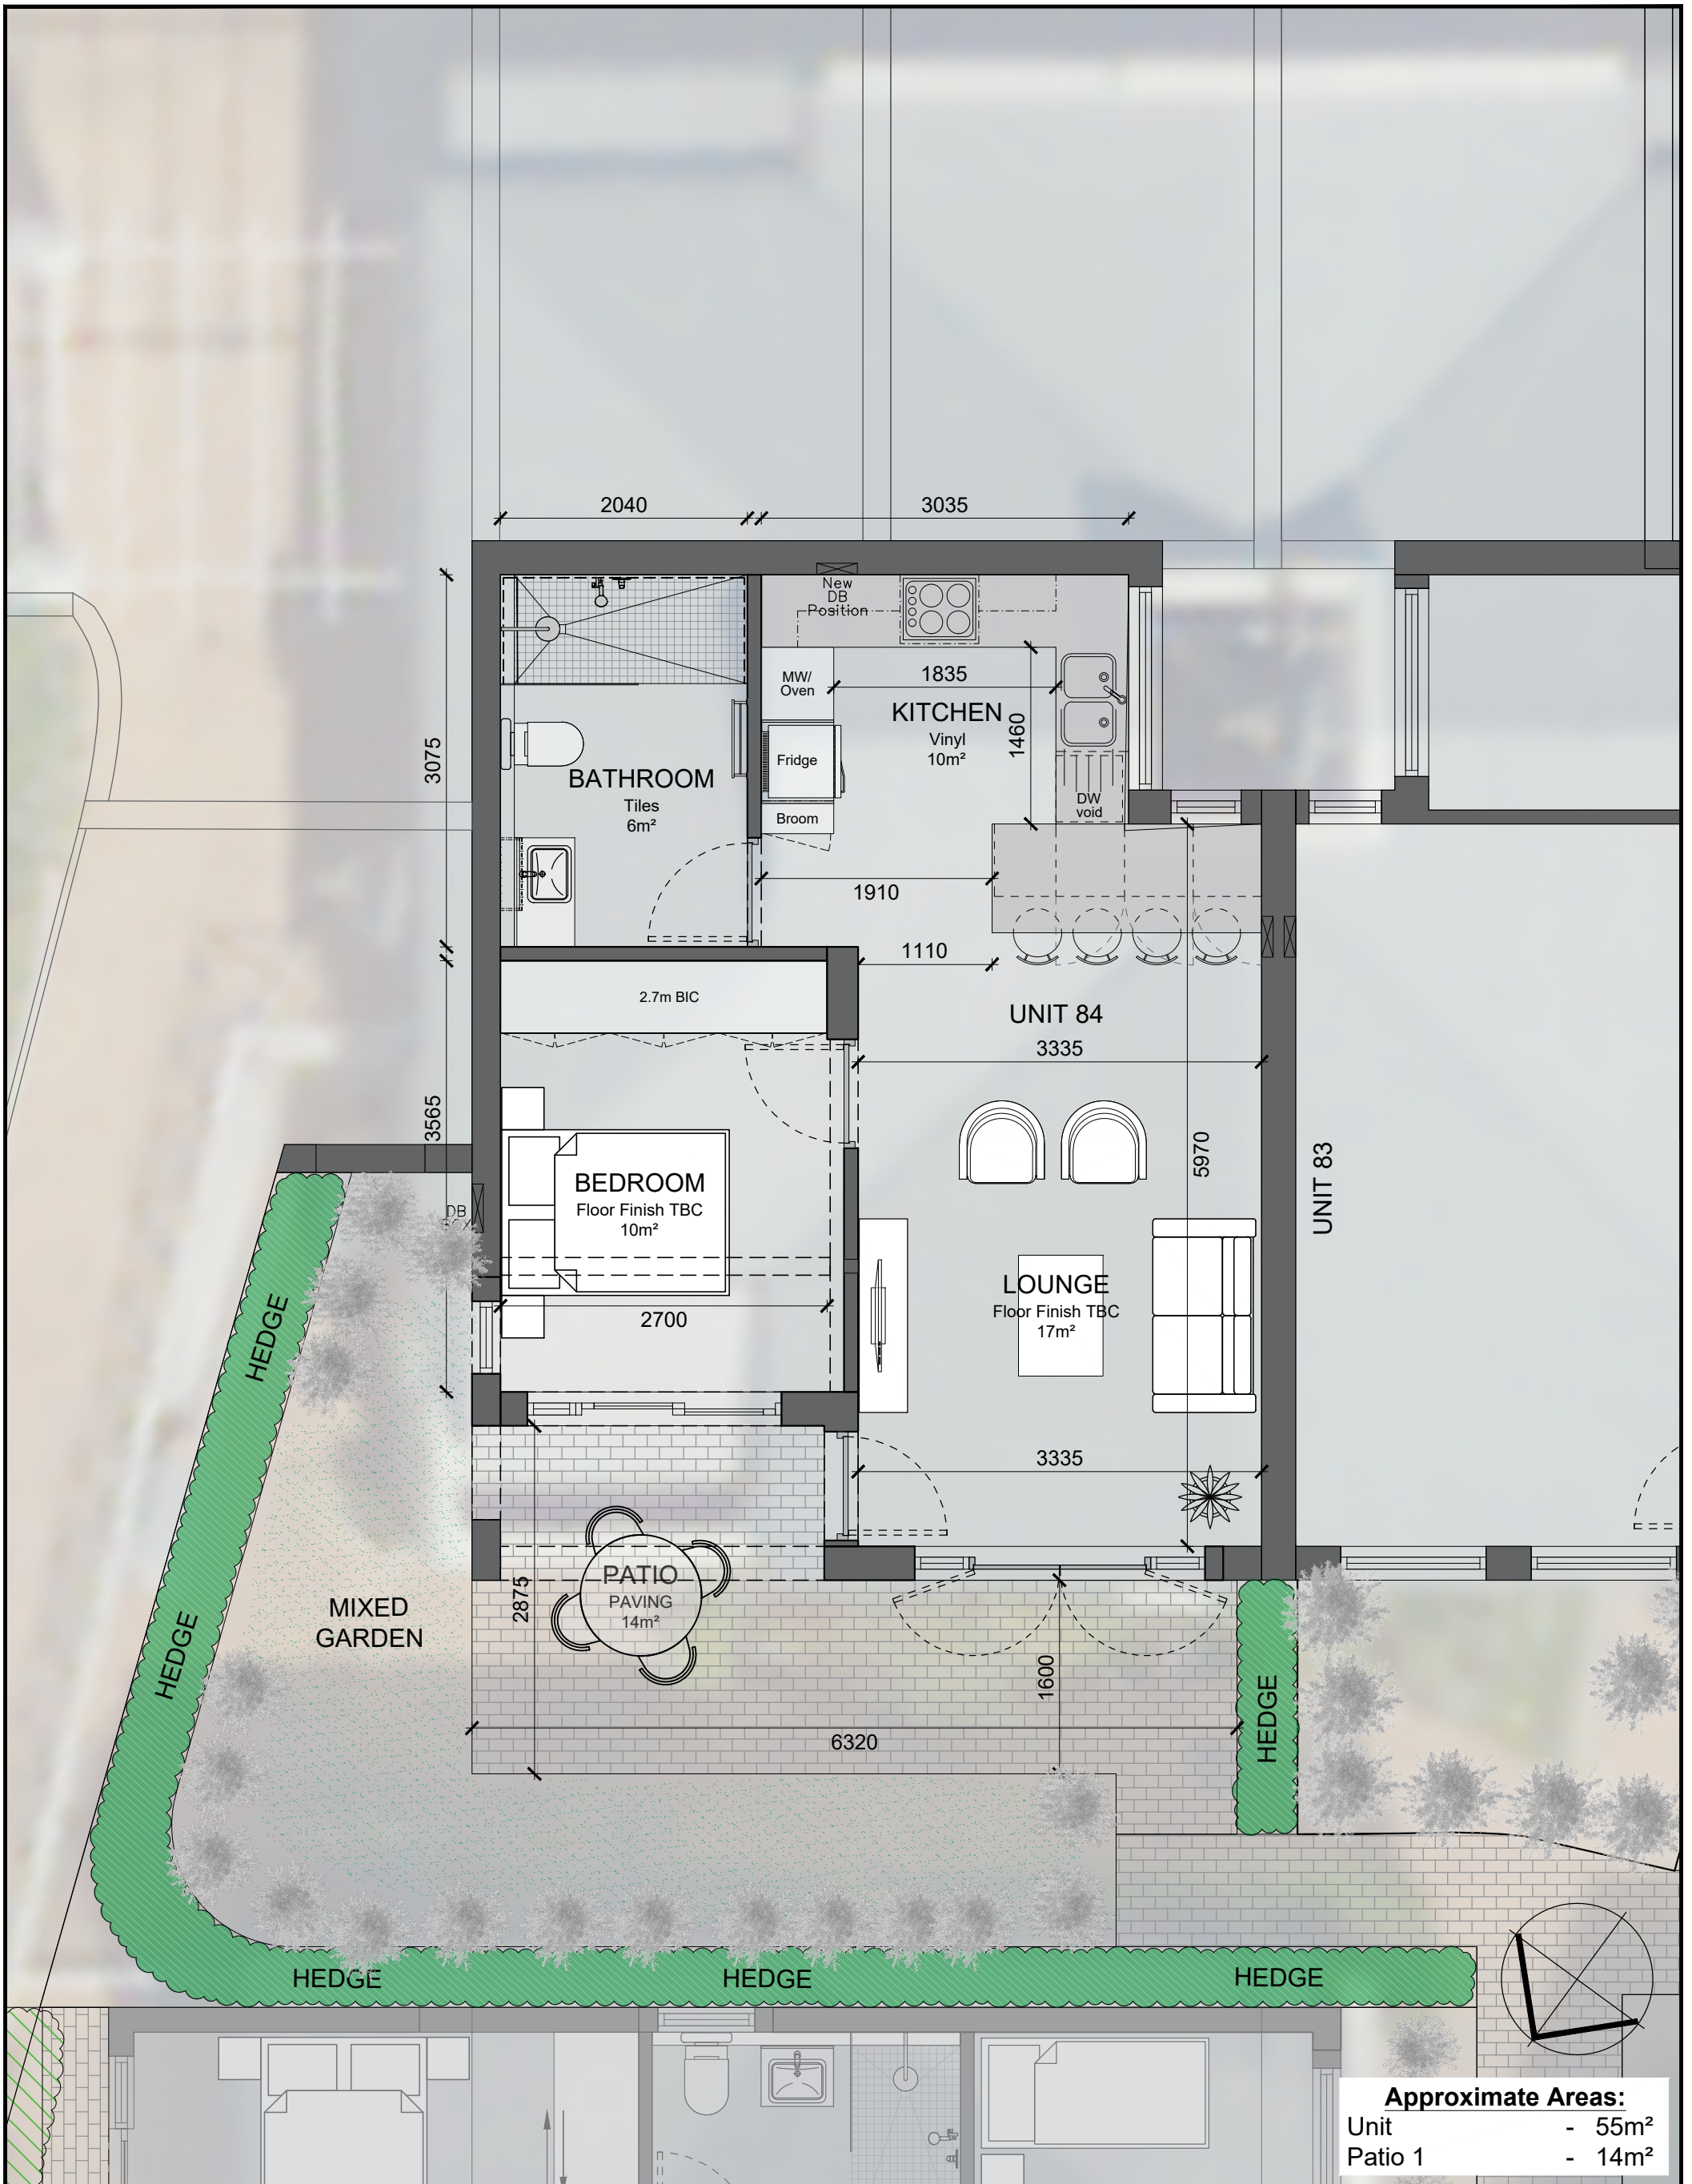 2040
3035
New
DB
Position
3075
MW/
Oven
1835
KITCHEN
Vinyl
10m²
1460
Fridge
BATHROOM
Tiles
6m²
DW
void
Broom
1910
1110
2.7m BIC
UNIT 84
3335
3565
5970
UNIT 83
BEDROOM
Floor Finish TBC
10m²
DB
BOX
LOUNGE
Floor Finish TBC
17m²
HEDGE
2700
3335
PATIO
PAVING
14m²
2875
MIXED
GARDEN
HEDGE
1600
HEDGE
6320
HEDGE
HEDGE
HEDGE
Approximate Areas:
Unit - 55m²
Patio 1 - 14m²